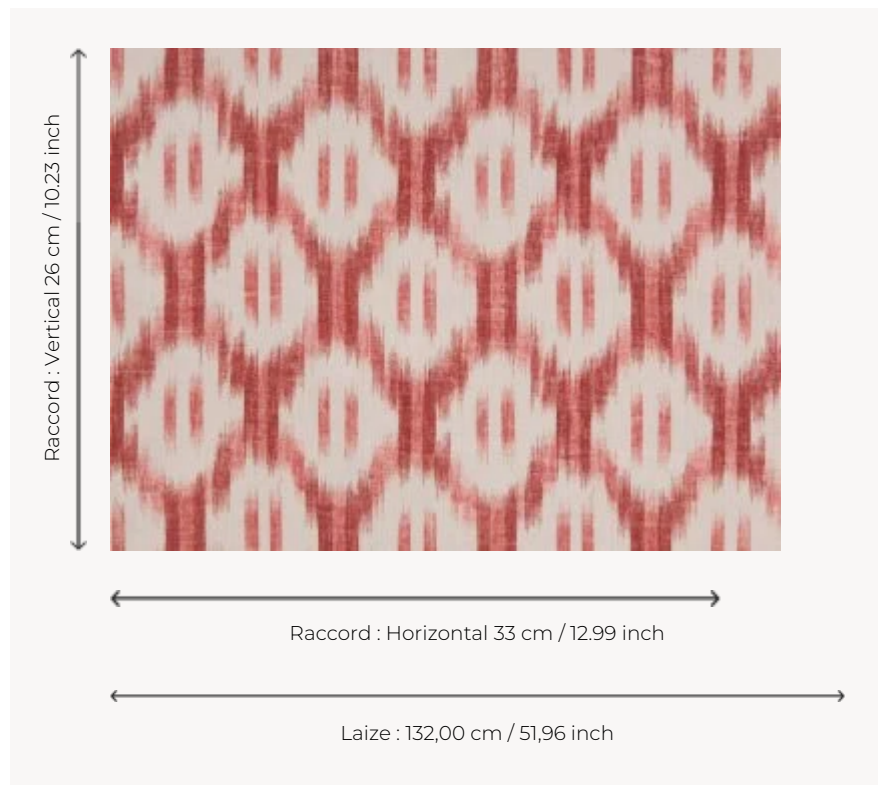 Raccord : Vertical 26 cm / 10.23 inch
Raccord : Horizontal 33 cm / 12.99 inch
Laize : 132,00 cm / 51,96 inch